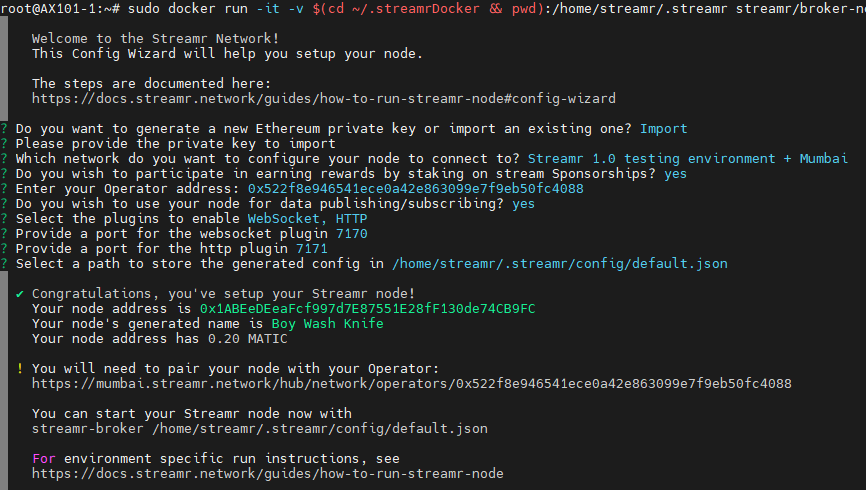 root@AX101-1:~# sudo docker run -it -v $(cd ~/.streamrDocker && pwd):/home/streamr/.streamr streamr/broker-no
Welcome to the Streamr Network!
This Config Wizard will help you setup your node.
The steps are documented here:
https://docs.streamr.network/guides/how-to-run-streamr-node#config-wizard
? Do you want to generate a new Ethereum private key or import an existing one? Import
? Please provide the private key to import
? Which network do you want to configure your node to connect to? Streamr 1.0 testing environment + Mumbai
? Do you wish to participate in earning rewards by staking on stream Sponsorships? yes
? Enter your Operator address: 0x522f8e946541ece0a42e863099e7f9eb50fc4088
? Do you wish to use your node for data publishing/subscribing? yes
? Select the plugins to enable WebSocket, HTTP
? Provide a port for the websocket plugin 7170
? Provide a port for the http plugin 7171
? Select a path to store the generated config in /home/streamr/.streamr/config/default.json
✔ Congratulations, you've setup your Streamr node!
Your node address is 0x1ABEeDEeaFcf997d7E87551E28fF130de74CB9FC
Your node's generated name is Boy Wash Knife
Your node address has 0.20 MATIC
! You will need to pair your node with your Operator:
https://mumbai.streamr.network/hub/network/operators/0x522f8e946541ece0a42e863099e7f9eb50fc4088
You can start your Streamr node now with
streamr-broker /home/streamr/.streamr/config/default.json
For environment specific run instructions, see
https://docs.streamr.network/guides/how-to-run-streamr-node